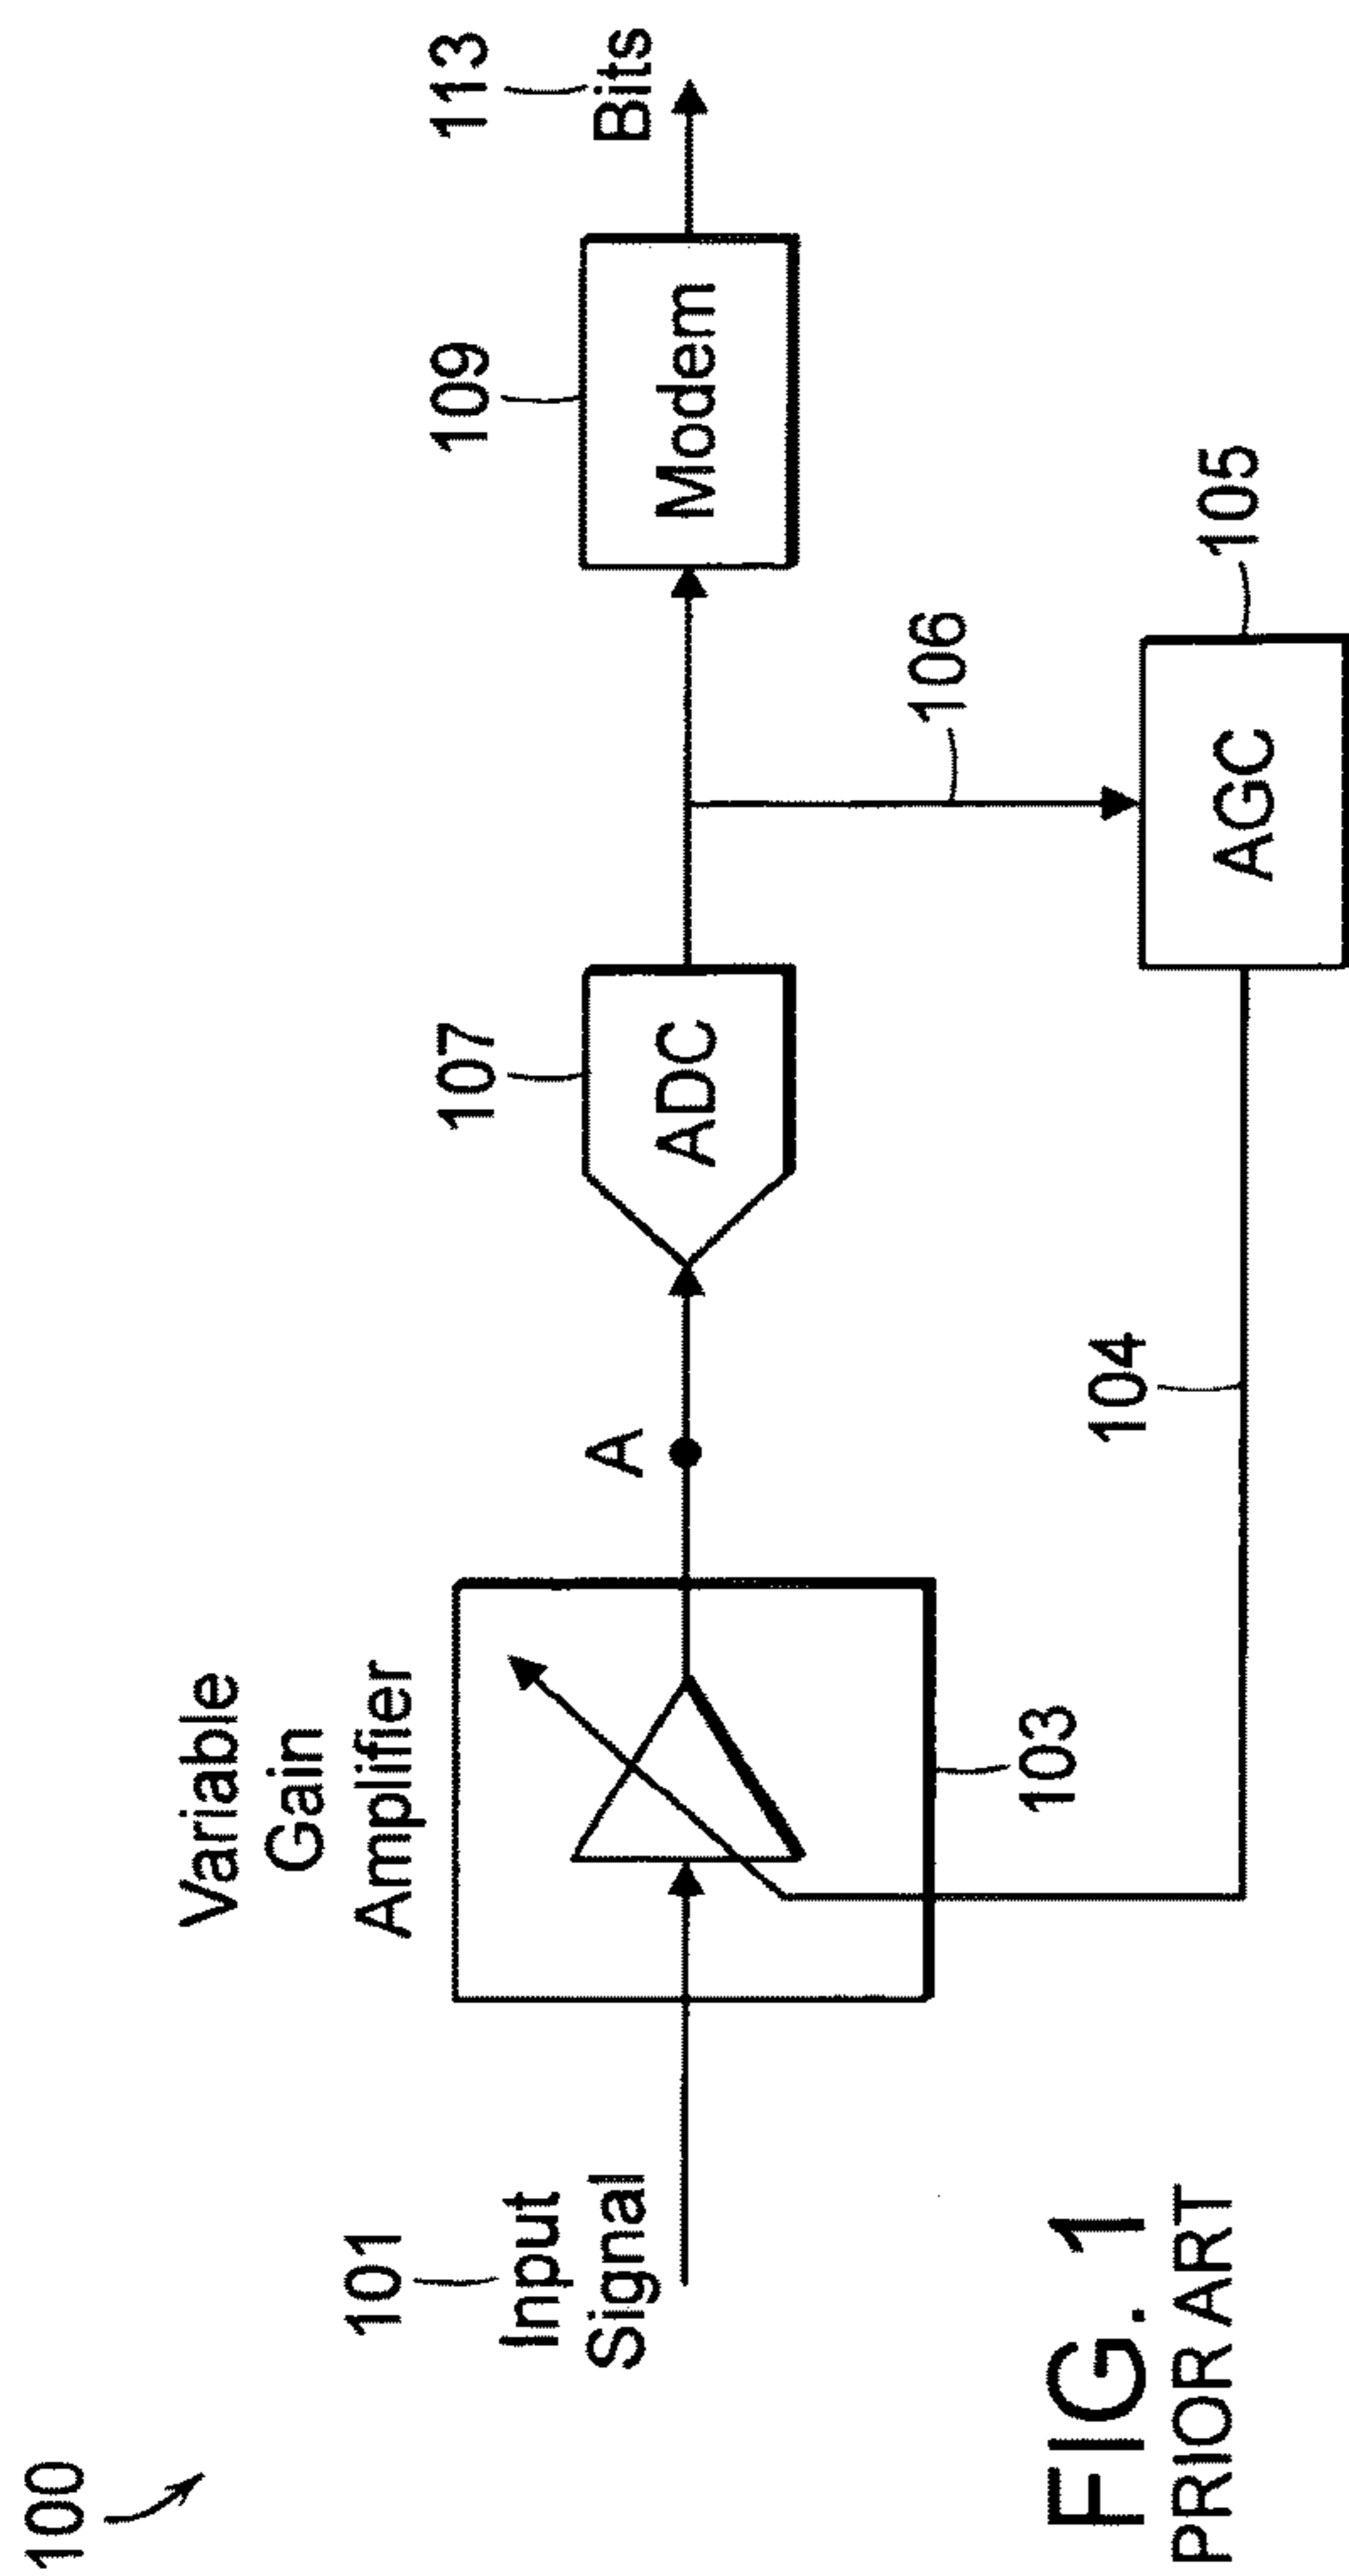 100
101
Input
Signal
Variable
Gain
Amplifier
103
A
107
ADC
104
106
109
Modem
AGC
105
113
Bits
FIG. 1
PRIOR ART